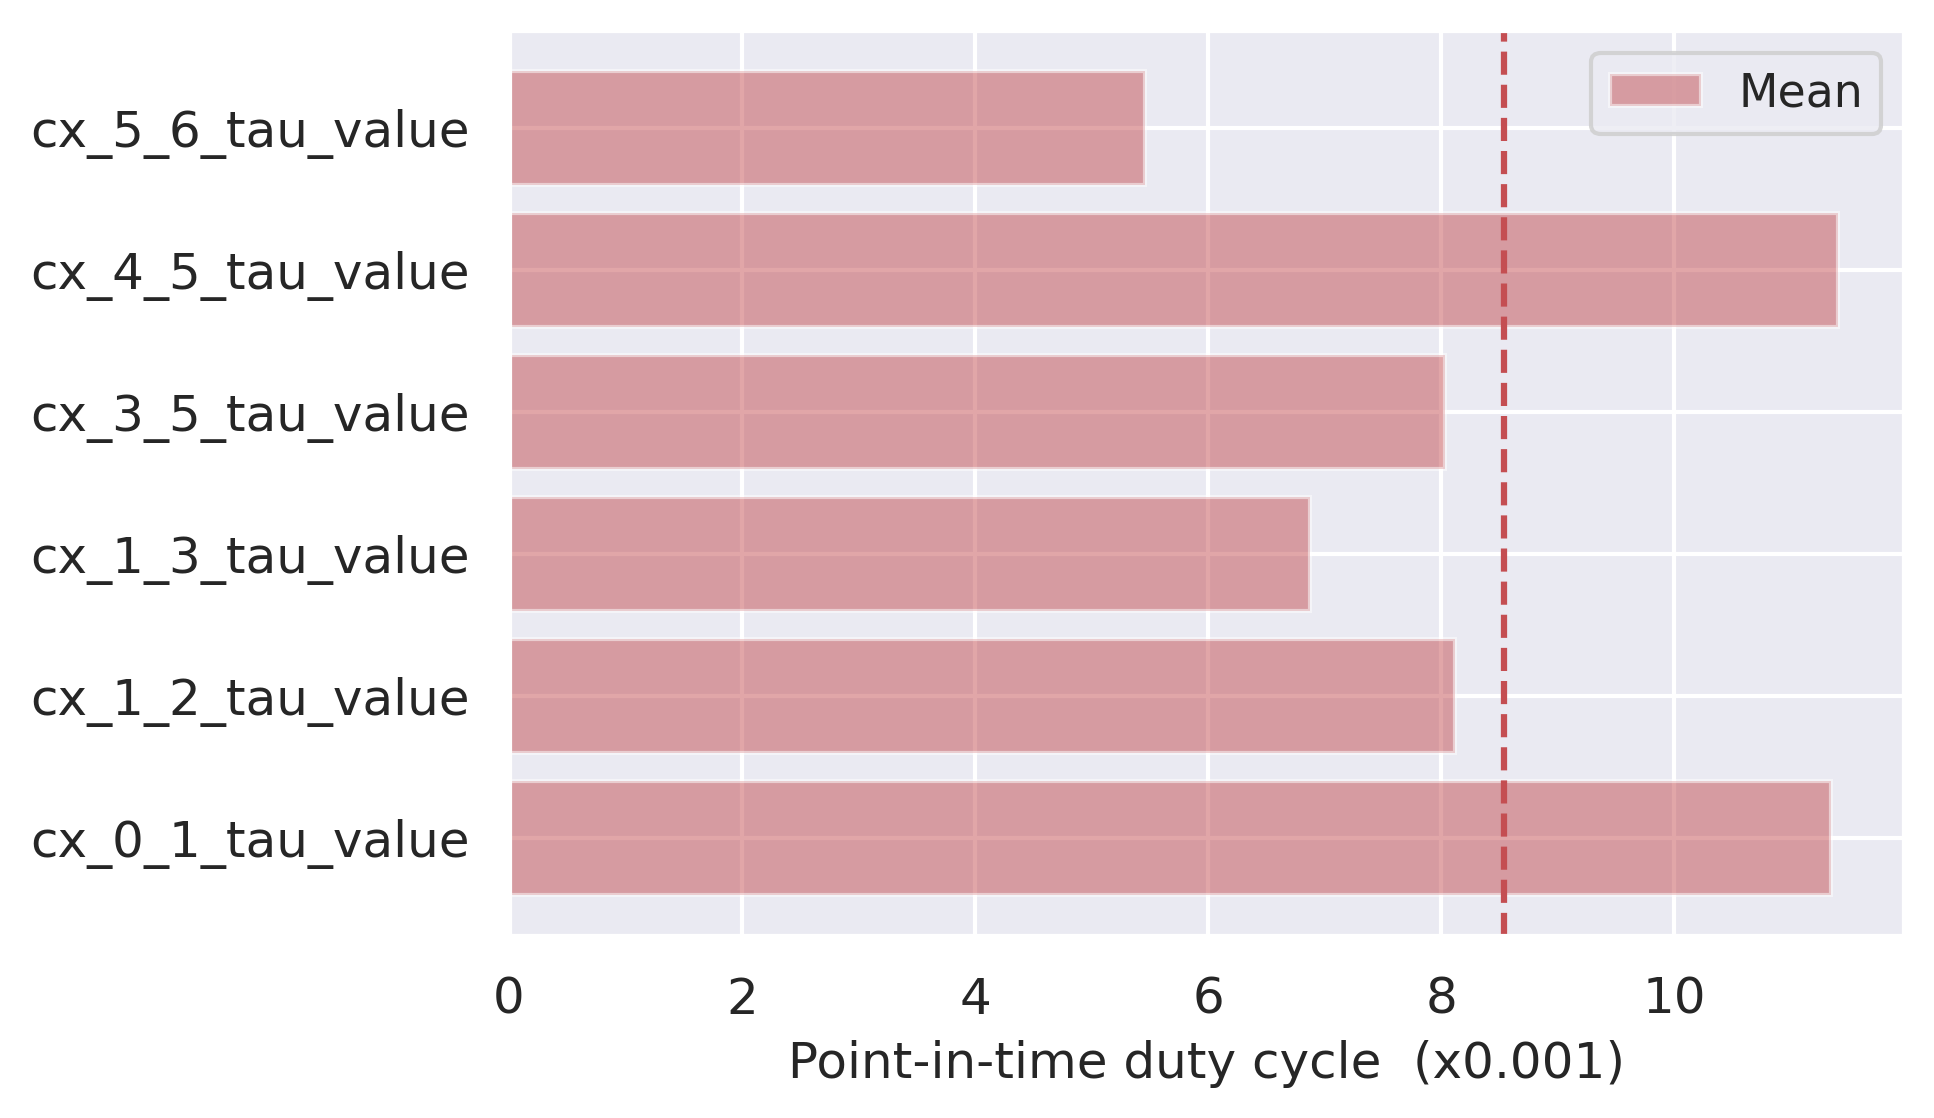 Mean
cx_5_6_tau_value
cx_4_5_tau_value
cx_3_5_tau_value
cx_1_3_tau_value
cx_1_2_tau_value
cx_0_1_tau_value
0 2 4 6 8 10
Point-in-time duty cycle  (x0.001)